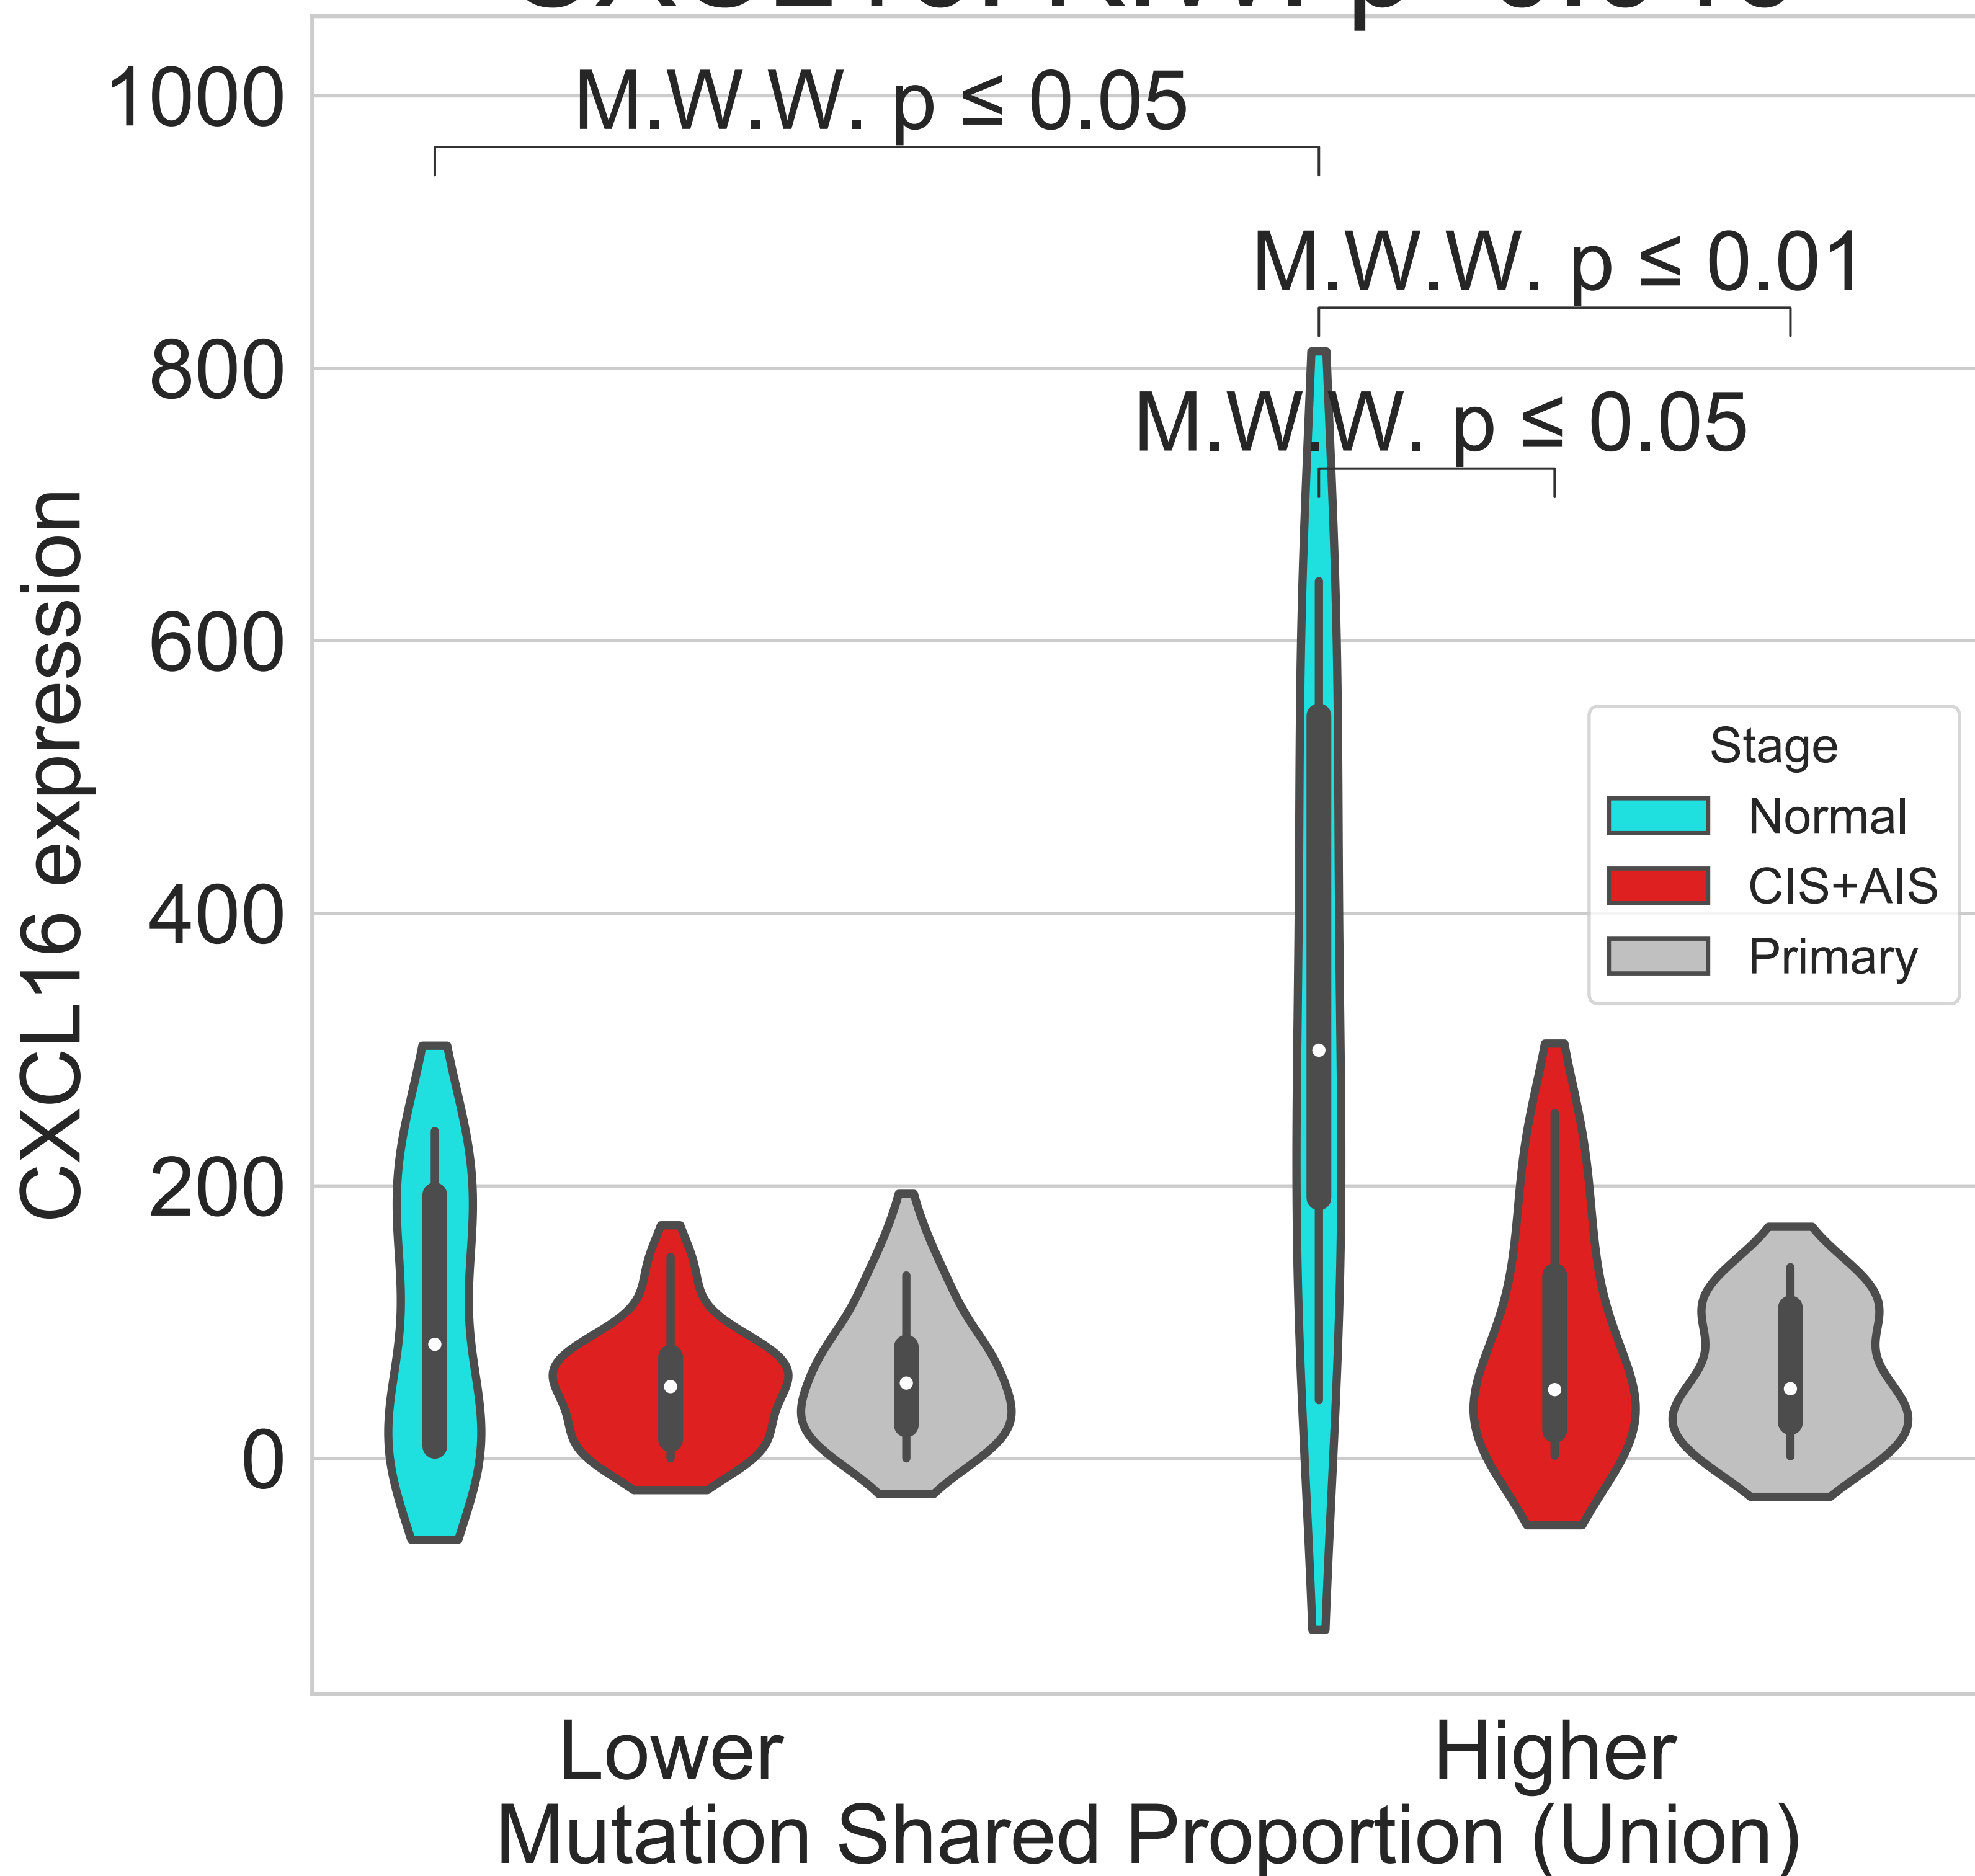 1000
M.W.W. p ≤ 0.05
M.W.W. p ≤ 0.01
800
M.W.W. p ≤ 0.05
600
400
200
0
CXCL16 expression
Stage
Normal
CIS+AIS
Primary
Lower
Higher
Mutation Shared Proportion (Union)